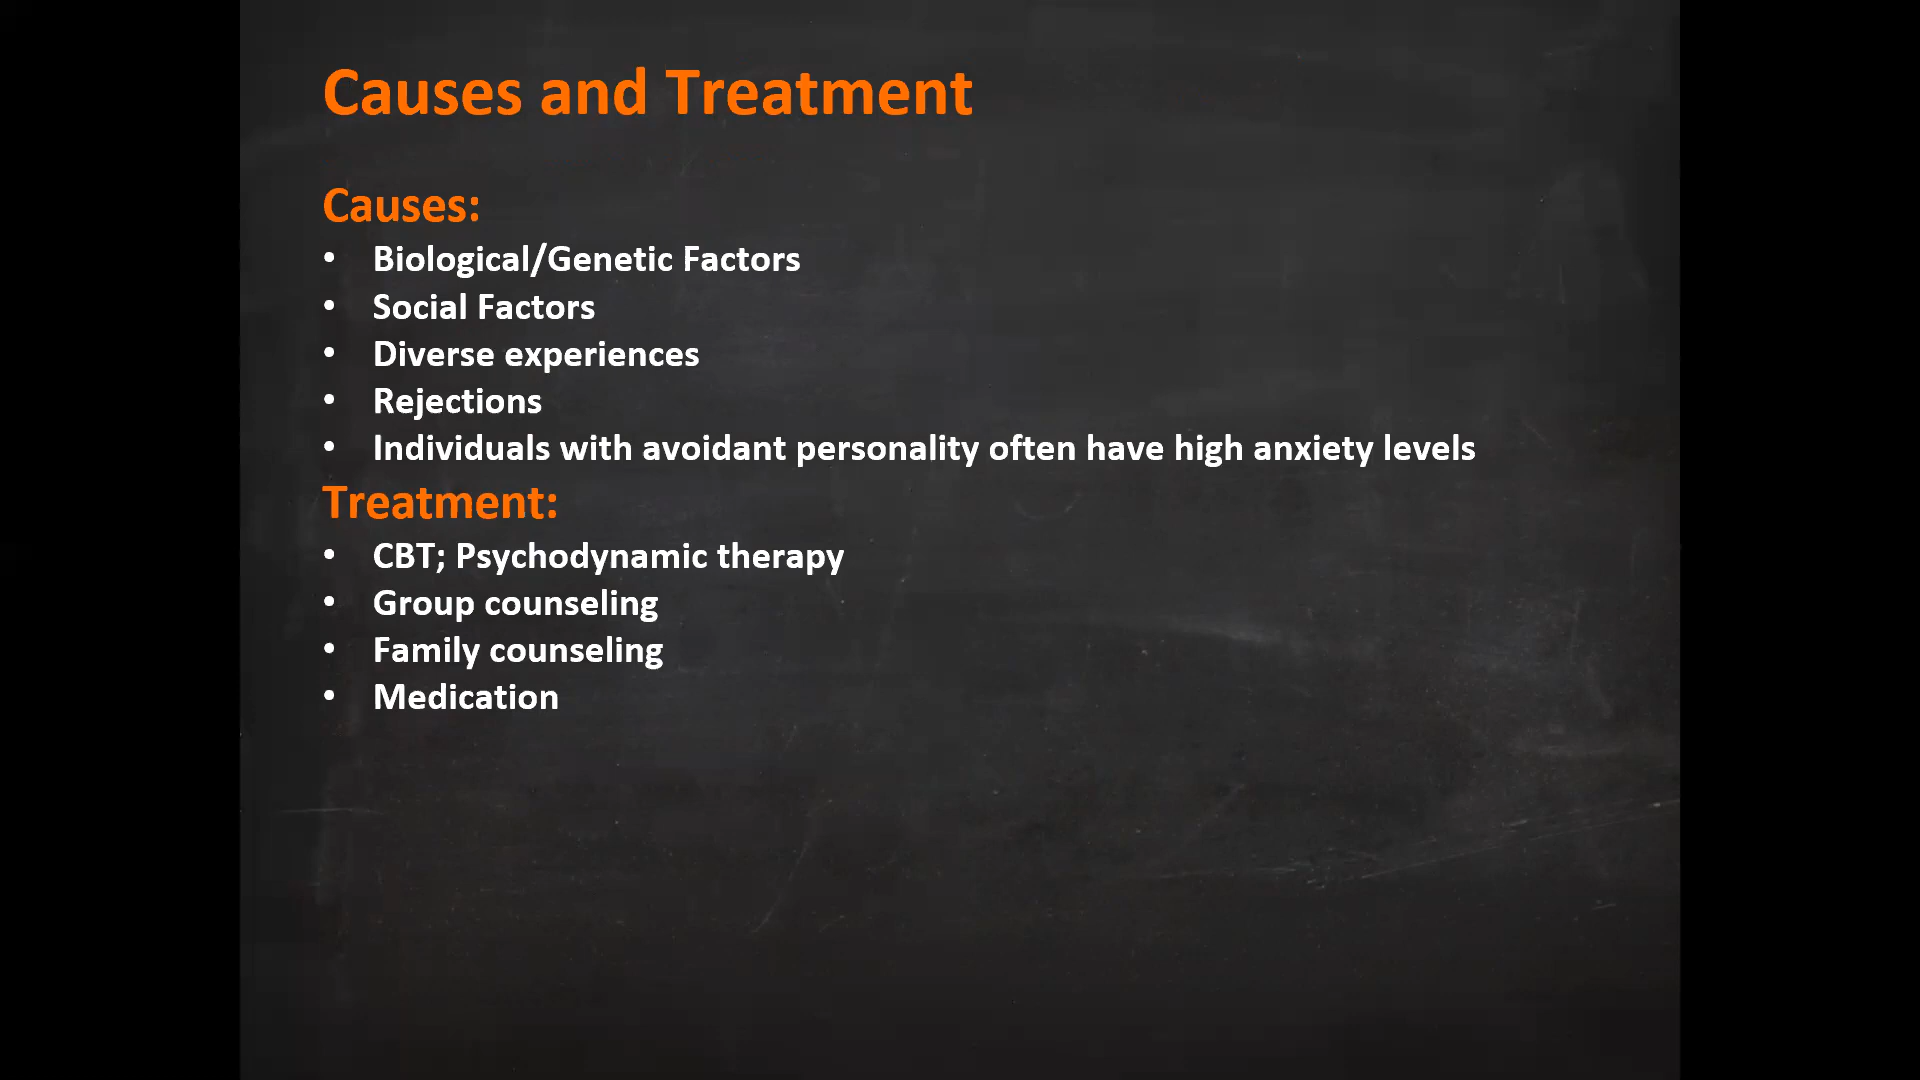 Causes and Treatment
Causes:
• Biological/Genetic Factors
• Social Factors
• Diverse experiences
• Rejections
• Individuals with avoidant personality often have high anxiety levels
Treatment:
• CBT; Psychodynamic therapy
• Group counseling
• Family counseling
• Medication